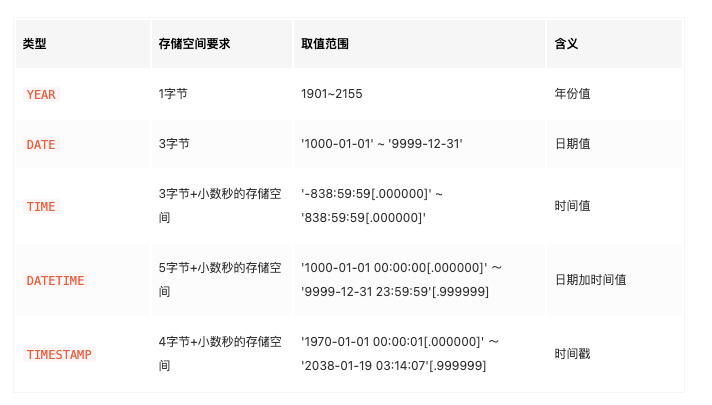 类型 存储空间要求 取值范围 含义
YEAR 1字节 1901~2155 年份值
DATE 3字节 '1000-01-01' ~ '9999-12-31' 日期值
TIME 3字节+小数秒的存储空间 '-838:59:59[.000000]' ~ '838:59:59[.000000]' 时间值
DATETIME 5字节+小数秒的存储空间 '1000-01-01 00:00:00[.000000]' ～ '9999-12-31 23:59:59'[.999999] 日期加时间值
TIMESTAMP 4字节+小数秒的存储空间 '1970-01-01 00:00:01[.000000]' ～ '2038-01-19 03:14:07'[.999999] 时间戳